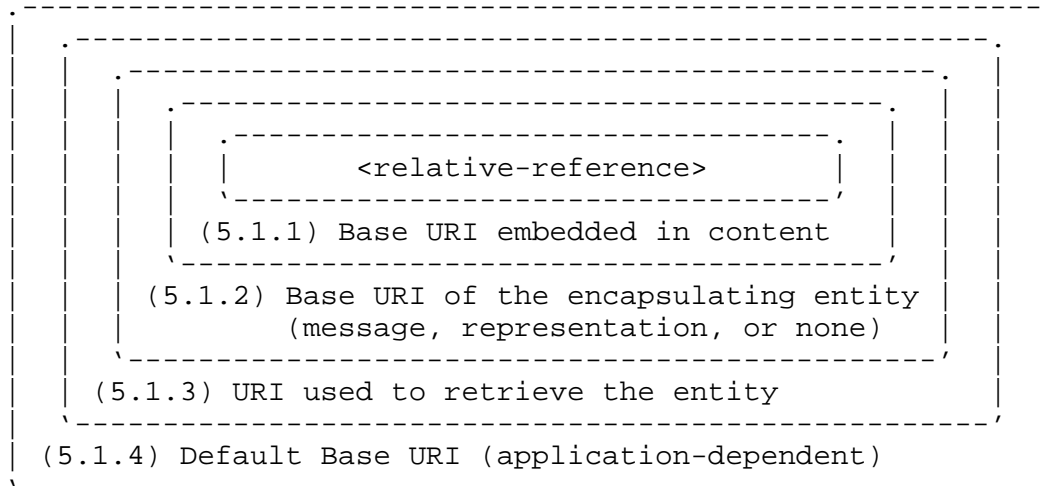 <relative-reference>
(5.1.1) Base URI embedded in content
(5.1.2) Base URI of the encapsulating entity
(message, representation, or none)
(5.1.3) URI used to retrieve the entity
(5.1.4) Default Base URI (application-dependent)